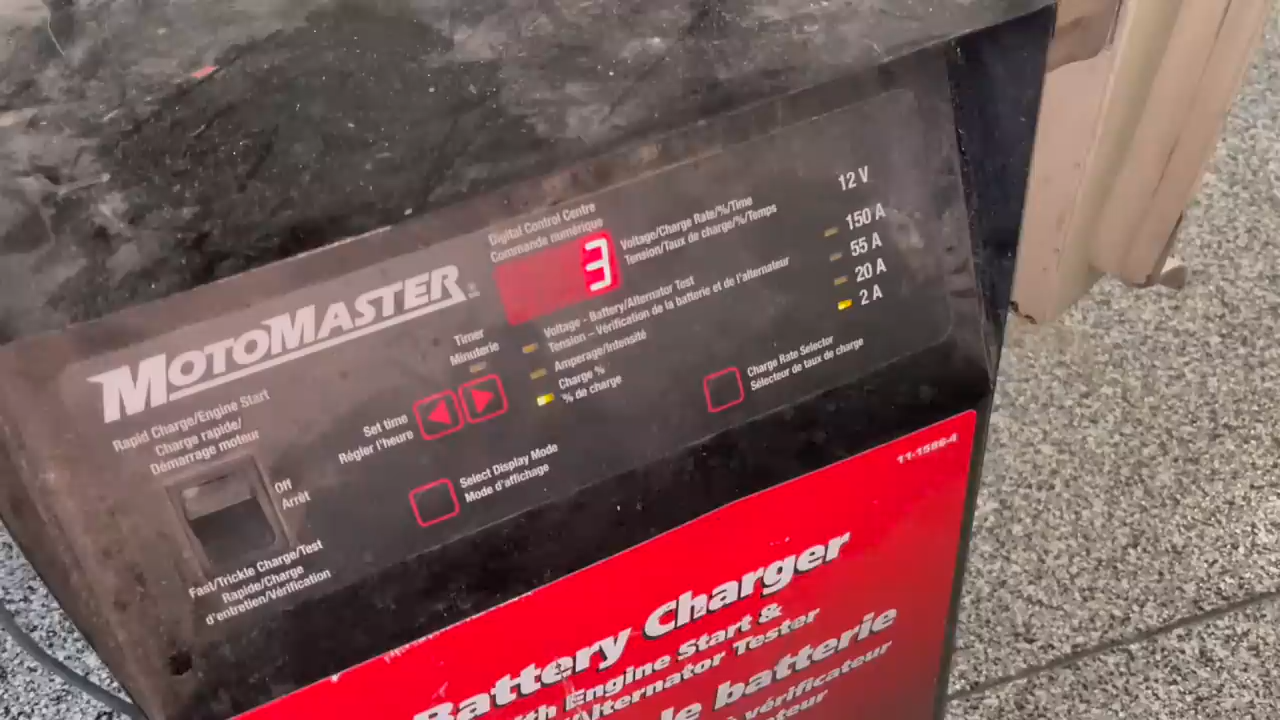 12 V
150 A
55 A
20 A
2 A
Digital Control Centre
Commande numérique
3
Voltage/Charge Rate/%/Time
Tension/Taux de charge/%/Temps
MOTOMASTER
Timer
Minuterie
Voltage - Battery/Alternator Test
Tension – Vérification de la batterie et de l'alternateur
Amperage/Intensité
Charge %
% de charge
Charge Rate Selector
Sélecteur de taux de charge
Rapid Charge/Engine Start
Charge rapide/
Démarrage moteur
Set time
Régler l'heure
Off
Arrêt
Select Display Mode
Mode d'affichage
Fast/Trickle Charge/Test
Rapide/Charge
d'entretien/Vérification
11-1586-4
Battery Charger
Engine Start &
Alternator Tester
de batterie
vérificateur